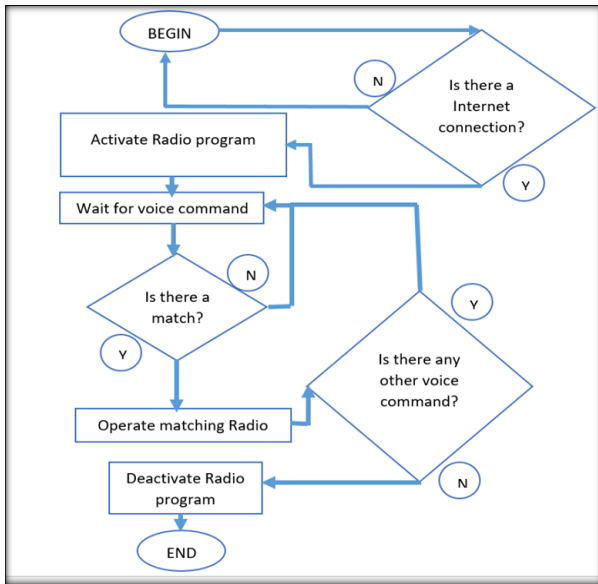 BEGIN
N
Is there a
Internet
connection?
Y
Activate Radio program
Wait for voice command
N
Is there a
match?
Y
Y
Is there any
other voice
command?
N
Operate matching Radio
Deactivate Radio
program
END